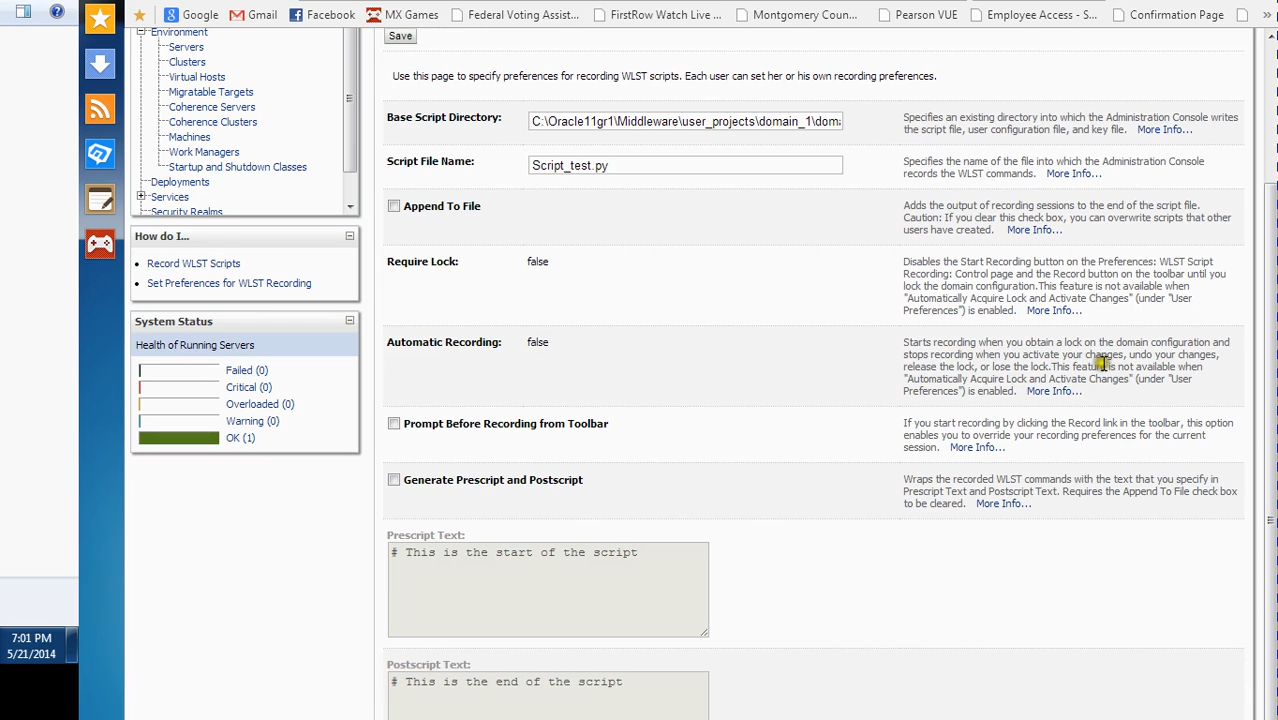 Google
Gmail
Facebook
MX Games
Federal Voting Assist...
FirstRow Watch Live ...
Montgomery, Coun...
Pearson VUE
Employee Access - S...
Confirmation Page
»
Environment
Servers
Clusters
Virtual Hosts
Migratable Targets
Coherence Servers
Coherence Clusters
Machines
Work Managers
Startup and Shutdown Classes
Deployments
Services
Security Realms
How do I...
Record WLST Scripts
Set Preferences for WLST Recording
System Status
Health of Running Servers
Failed (0)
Critical (0)
Overloaded (0)
Warning (0)
OK (1)
Save
Use this page to specify preferences for recording WLST scripts. Each user can set her or his own recording preferences.
Base Script Directory:
C:\Oracle11gr1\Middleware\user_projects\domain_1\doma
Specifies an existing directory into which the Administration Console writes
the script file, user configuration file, and key file. More Info...
Script File Name:
Script_test.py
Specifies the name of the file into which the Administration Console
records the WLST commands. More Info...
Append To File
Adds the output of recording sessions to the end of the script file.
Caution: If you clear this check box, you can overwrite scripts that other
users have created. More Info...
Require Lock:
false
Disables the Start Recording button on the Preferences: WLST Script
Recording: Control page and the Record button on the toolbar until you
lock the domain configuration.This feature is not available when
"Automatically Acquire Lock and Activate Changes" (under "User
Preferences") is enabled. More Info...
Automatic Recording:
false
Starts recording when you obtain a lock on the domain configuration and
stops recording when you activate your changes, undo your changes,
release the lock, or lose the lock.This feature is not available when
"Automatically Acquire Lock and Activate Changes" (under "User
Preferences") is enabled. More Info...
Prompt Before Recording from Toolbar
If you start recording by clicking the Record link in the toolbar, this option
enables you to override your recording preferences for the current
session. More Info...
Generate Prescript and Postscript
Wraps the recorded WLST commands with the text that you specify in
Prescript Text and Postscript Text. Requires the Append To File check box
to be cleared. More Info...
Prescript Text:
# This is the start of the script
Postscript Text:
# This is the end of the script
7:01 PM
5/21/2014